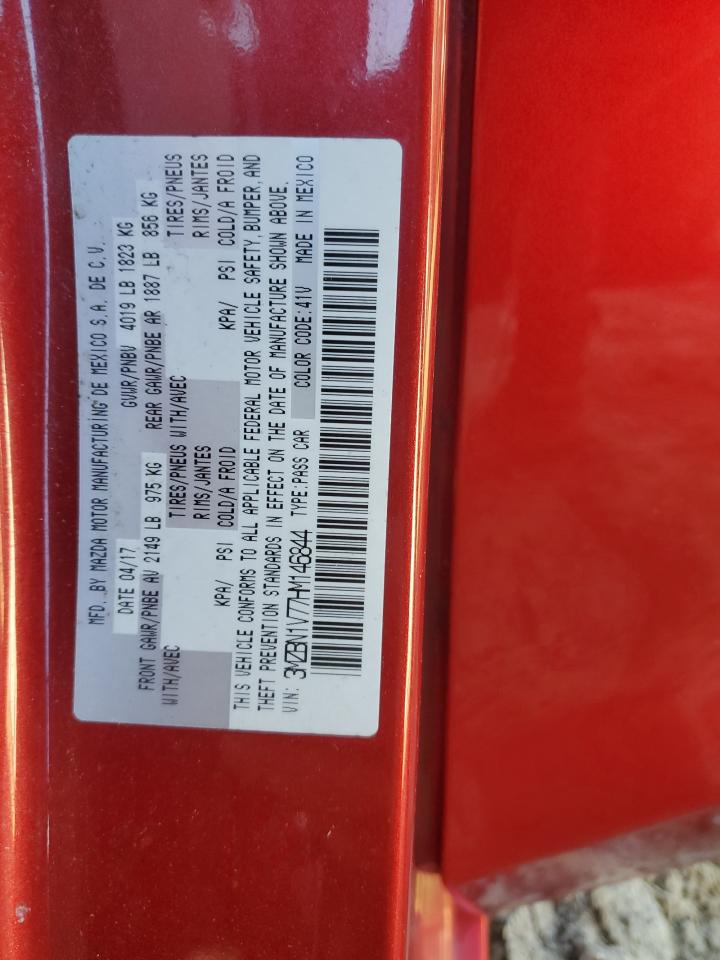 MFD. BY MAZDA MOTOR MANUFACTURING DE MEXICO S.A. DE C.V.
DATE 04/17 GVWR/PNBV 4019 LB 1823 KG
FRONT GAWR/PNBE AV 2149 LB 975 KG REAR GAWR/PNBE AR 1887 LB 856 KG
WITH/AVEC TIRES/PNEUS WITH/AVEC TIRES/PNEUS
RIMS/JANTES RIMS/JANTES
KPA/ PSI COLD/A FROID KPA/ PSI COLD/A FROID
THIS VEHICLE CONFORMS TO ALL APPLICABLE FEDERAL MOTOR VEHICLE SAFETY, BUMPER, AND
THEFT PREVENTION STANDARDS IN EFFECT ON THE DATE OF MANUFACTURE SHOWN ABOVE.
VIN: 3MZBN1V77HM146844 TYPE:PASS CAR COLOR CODE:41V MADE IN MEXICO